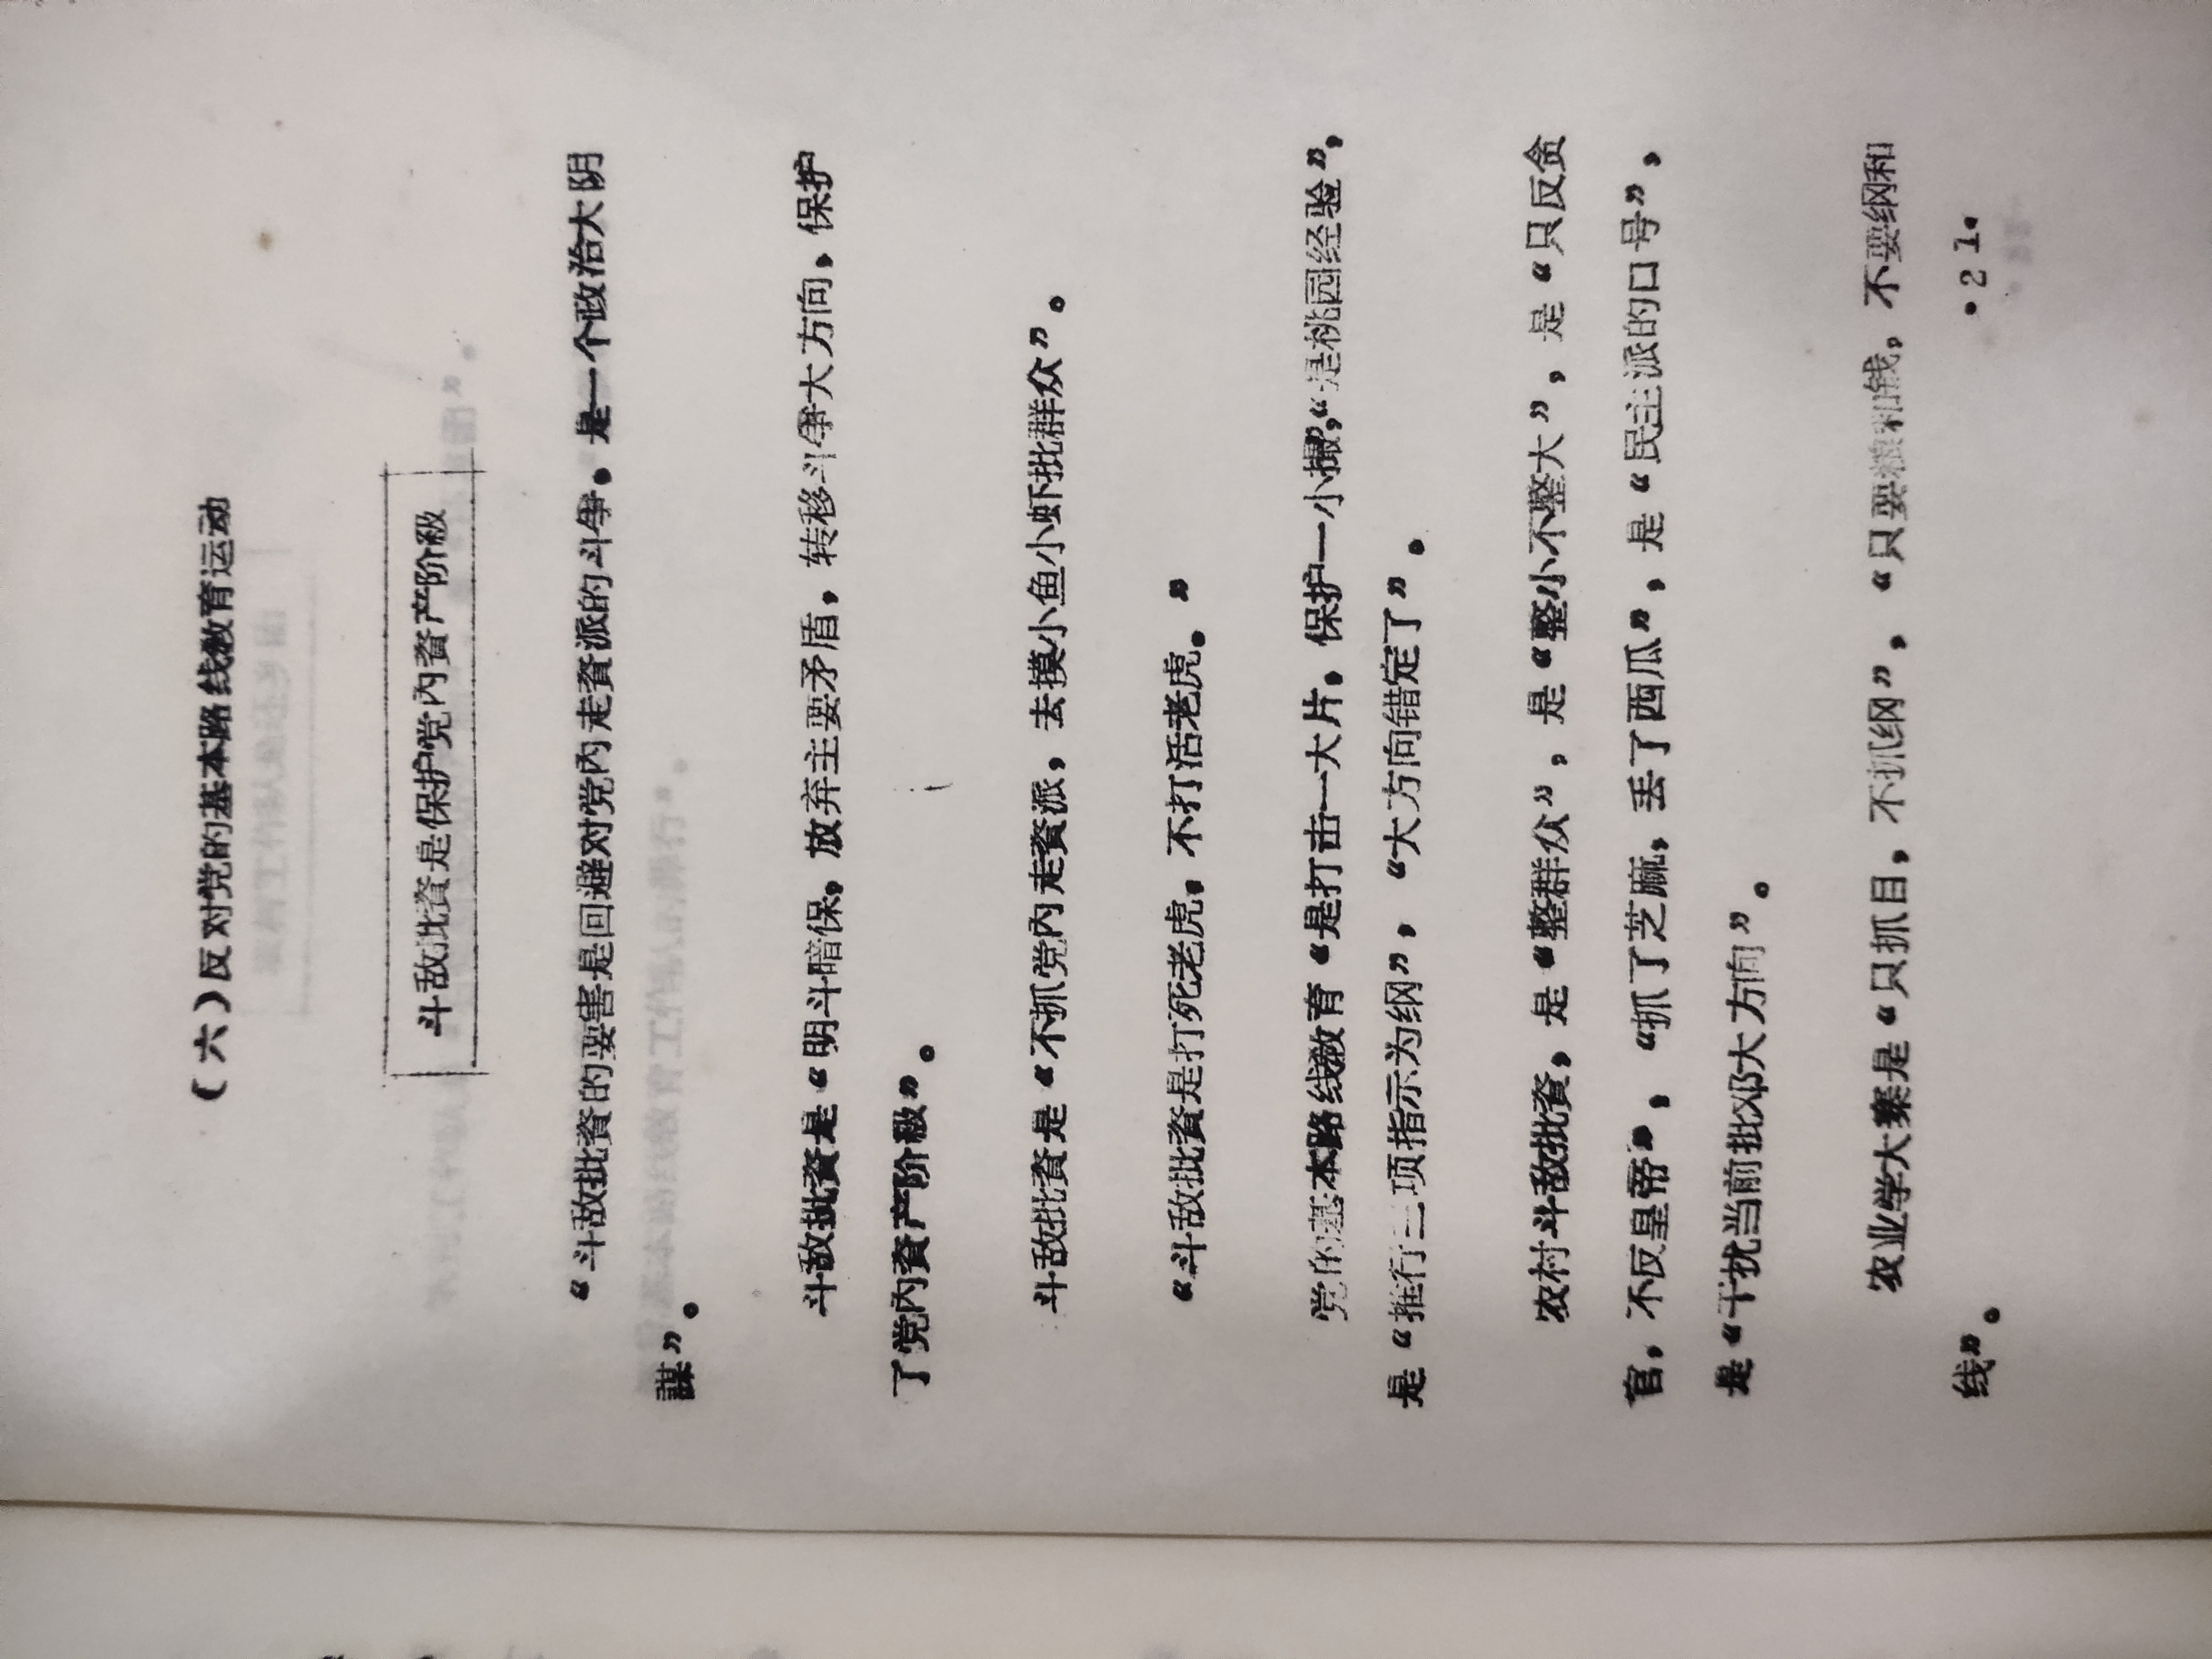 （六）反对党的基本路线教育运动
斗敌批資是保护党内資产阶級
“斗敌批資的要害是回避对党内走資派的斗争。是一个政治大阴
謀”。
斗敌批資是“明斗暗保，放弃主要矛盾，转移斗争大方向，保护
了党内資产阶級”。
斗敌批資是“不抓党内走資派，去摸小鱼小虾批群众”。
“斗敌批資是打死老虎，不打活老虎。”
党的基本路线教育“是打击一大片，保护一小撮”，“是桃园经验”，
是“推行三项指示为纲”，“大方向错定了”。
农村斗敌批資，是“整群众”，是“整小不整大”，是“只反贪
官，不反皇帝”，“抓了芝麻，丢了西瓜”，是“民主派的口号”，
是“干扰当前批邓大方向”。
农业学大寨是“只抓目，不抓纲”，“只要粮和钱，不要纲和
线”。
·21·